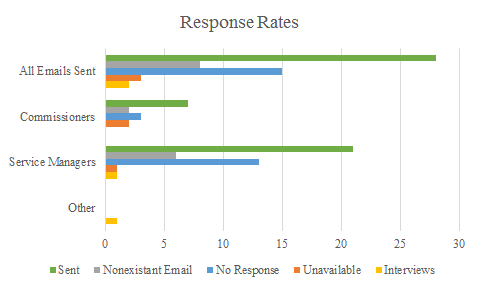 Response Rates
All Emails Sent
Commissioners
Service Managers
Other
0 5 10 15 20 25 30
Sent Nonexistant Email No Response Unavailable Interviews